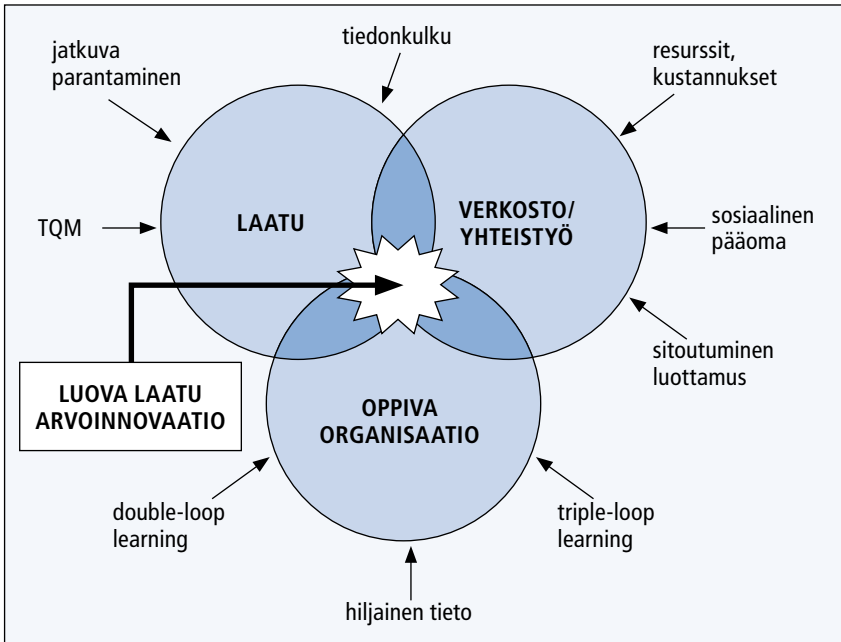 jatkuva
parantaminen
tiedonkulku
resurssit,
kustannukset
TQM
LAATU
VERKOSTO/
YHTEISTYÖ
sosiaalinen
pääoma
sitoutuminen
luottamus
LUOVA LAATU
ARVOINNOVAATIO
OPPIVA
ORGANISAATIO
double-loop
learning
triple-loop
learning
hiljainen tieto